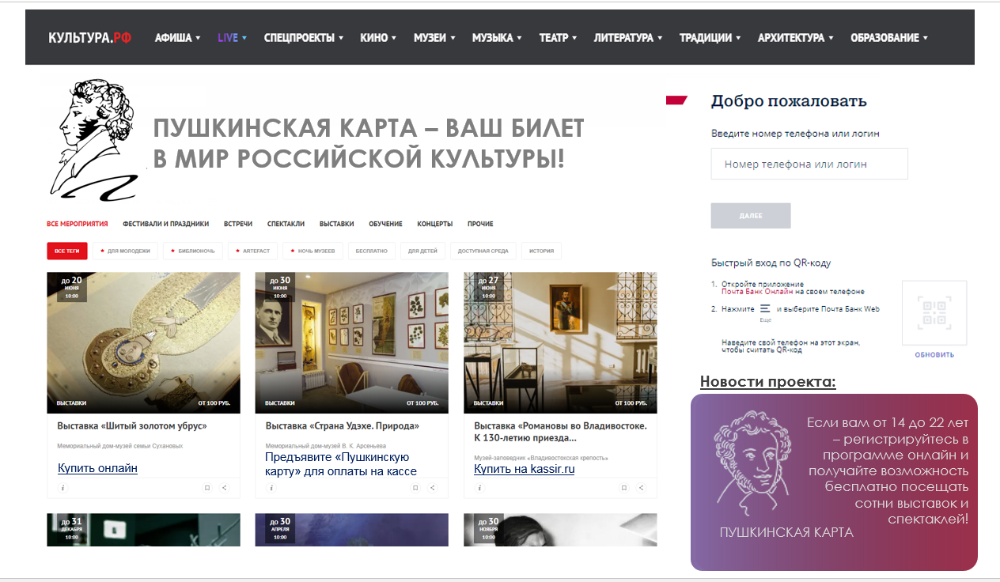 КУЛЬТУРА.РФ
АФИША
LIVE
СПЕЦПРОЕКТЫ
КИНО
МУЗЕИ
МУЗЫКА
ТЕАТР
ЛИТЕРАТУРА
ТРАДИЦИИ
АРХИТЕКТУРА
ОБРАЗОВАНИЕ
ПУШКИНСКАЯ КАРТА – ВАШ БИЛЕТ
В МИР РОССИЙСКОЙ КУЛЬТУРЫ!
ВСЕ МЕРОПРИЯТИЯ
ФЕСТИВАЛИ И ПРАЗДНИКИ
ВСТРЕЧИ
СПЕКТАКЛИ
ВЫСТАВКИ
ОБУЧЕНИЕ
КОНЦЕРТЫ
ПРОЧИЕ
ВСЕ ТЕГИ
ДЛЯ МОЛОДЕЖИ
БИБЛИОНОЧЬ
ARTEFACT
НОЧЬ МУЗЕЕВ
БЕСПЛАТНО
ДЛЯ ДЕТЕЙ
ДОСТУПНАЯ СРЕДА
ИСТОРИЯ
до 20
ИЮНЯ
10:00
ВЫСТАВКИ
ОТ 100 РУБ.
Выставка «Шитый золотом убрус»
Мемориальный дом-музей семьи Сухановых
Купить онлайн
до 30
ИЮНЯ
10:00
ВЫСТАВКИ
ОТ 100 РУБ.
Выставка «Страна Удэхе. Природа»
Мемориальный дом-музей В. К. Арсеньева
Предъявите «Пушкинскую
карту» для оплаты на кассе
до 27
ИЮНЯ
10:00
ВЫСТАВКИ
ОТ 100 РУБ.
Выставка «Романовы во Владивостоке.
К 130-летию приезда...
Музей-заповедник «Владивостокская крепость»
Купить на kassir.ru
до 31
ДЕКАБРЯ
10:00
до 30
АПРЕЛЯ
10:00
до 30
НОЯБРЯ
10:00
Добро пожаловать
Введите номер телефона или логин
Номер телефона или логин
ДАЛЕЕ
Быстрый вход по QR-коду
1. Откройте приложение
Почта Банк Онлайн на своем телефоне
2. Нажмите и выберите Почта Банк Web
Еще
Наведите свой телефон на этот экран,
чтобы считать QR-код
ОБНОВИТЬ
Новости проекта:
Если вам от 14 до 22 лет
– регистрируйтесь в
программе онлайн и
получайте возможность
бесплатно посещать
сотни выставок и
спектаклей!
ПУШКИНСКАЯ КАРТА